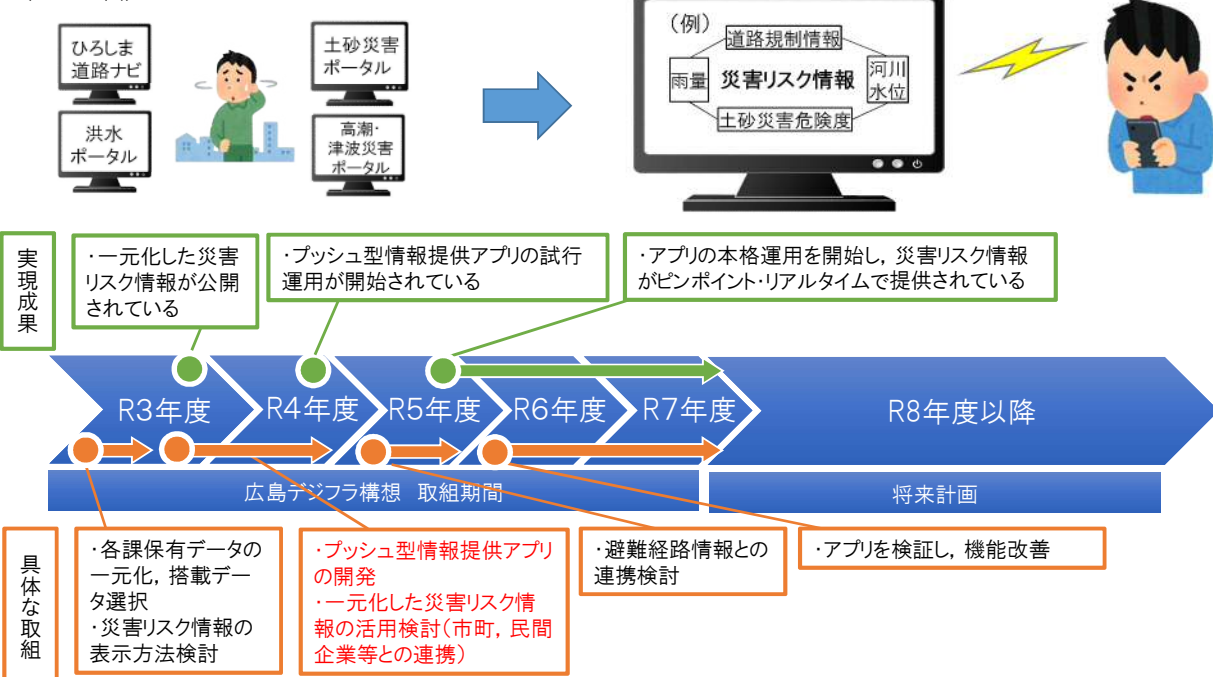 ひろしま
道路ナビ
土砂災害
ポータル
洪水
ポータル
高潮・
津波災害
ポータル
(例)
道路規制情報
雨量
災害リスク情報
河川
水位
土砂災害危険度
実現成果
・一元化した災害
リスク情報が公開
されている
・プッシュ型情報提供アプリの試行
運用が開始されている
・アプリの本格運用を開始し，災害リスク情報
がピンポイント・リアルタイムで提供されている
R3年度
R4年度
R5年度
R6年度
R7年度
R8年度以降
広島デジフラ構想　取組期間
将来計画
具体な取組
・各課保有データの
一元化，搭載デー
タ選択
・災害リスク情報の
表示方法検討
・プッシュ型情報提供アプリ
の開発
・一元化した災害リスク情
報の活用検討（市町，民間
企業等との連携）
・避難経路情報との
連携検討
・アプリを検証し，機能改善